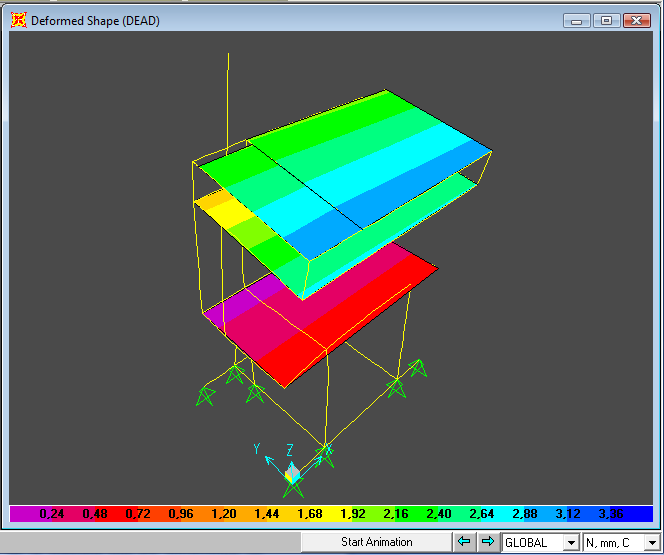 Deformed Shape (DEAD)
Y
Z
0,24 0,48 0,72 0,96 1,20 1,44 1,68 1,92 2,16 2,40 2,64 2,88 3,12 3,36
Start Animation
GLOBAL
N, mm, C